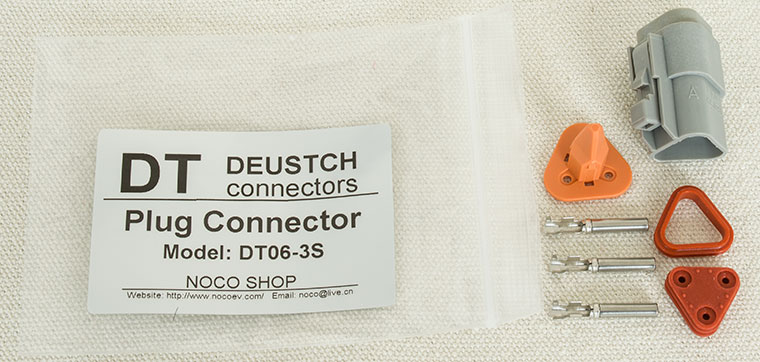 DT DEUSTCH
connectors
Plug Connector
Model: DT06-3S
NOCO SHOP
Website: http://www.nocoev.com/ Email: noco@live.cn
A